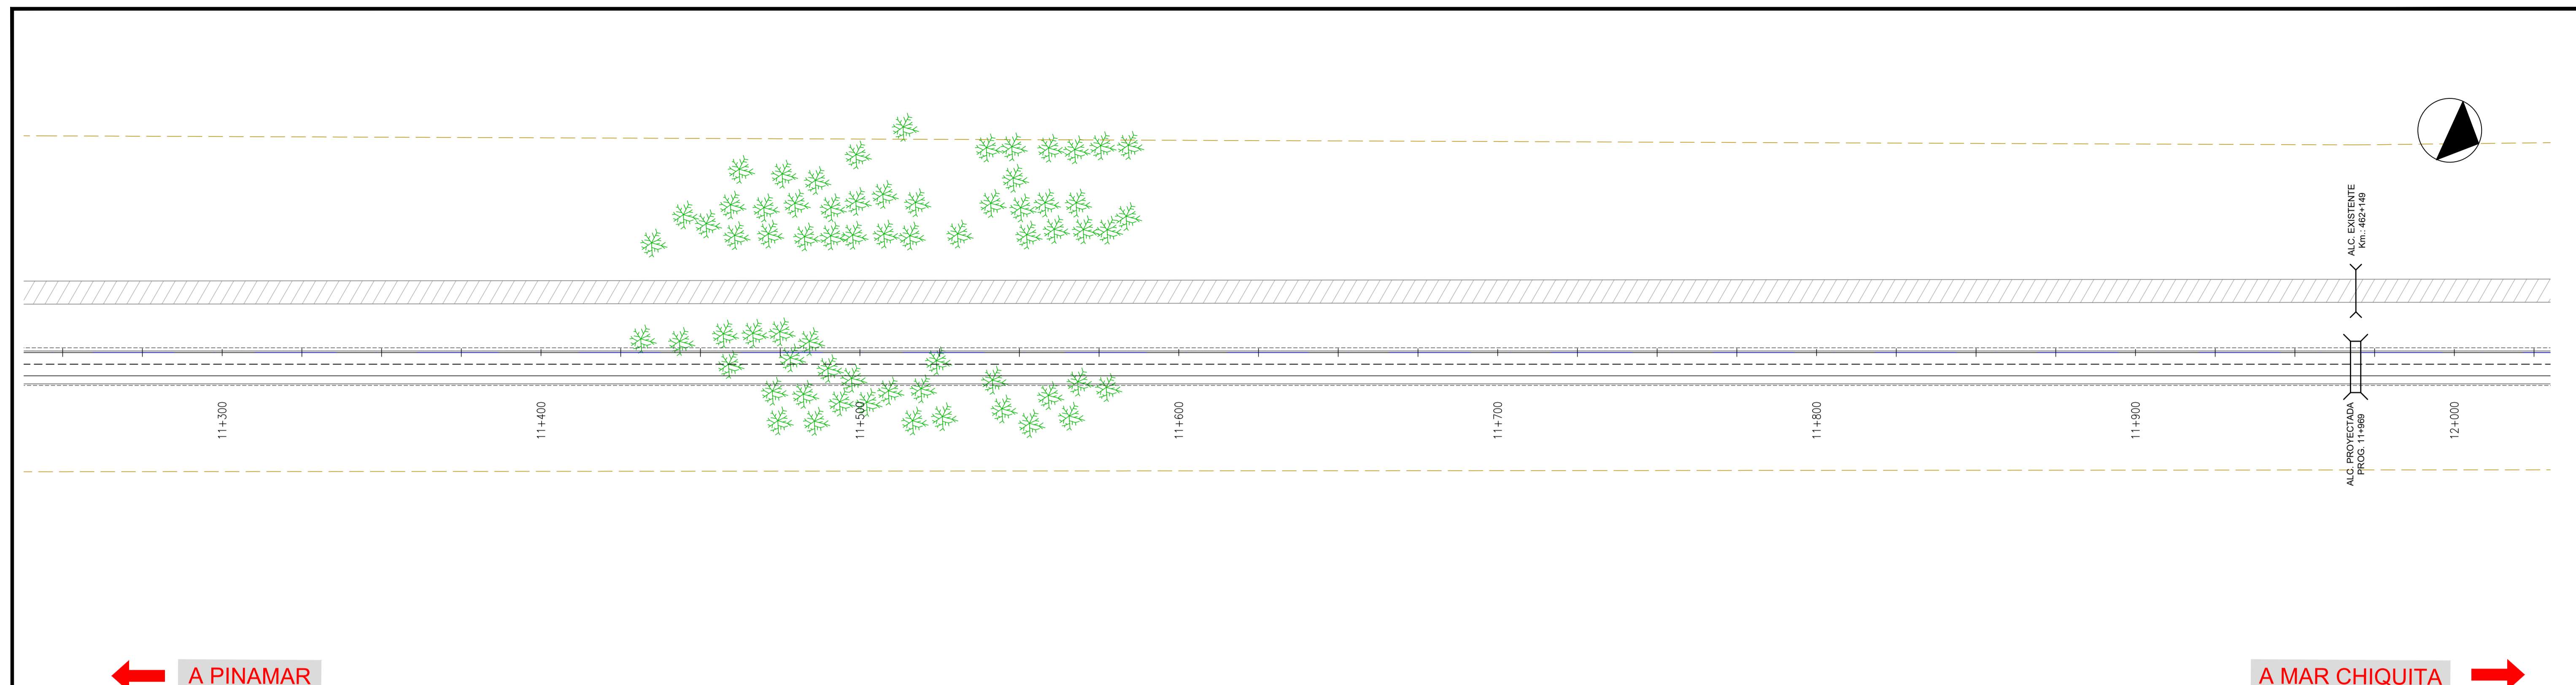 ALC. EXISTENTE
Km.: 462+149
11+300
11+400
11+500
11+600
11+700
11+800
11+900
12+000
ALC. PROYECTADA
PROG. 11+969
A PINAMAR
A MAR CHIQUITA